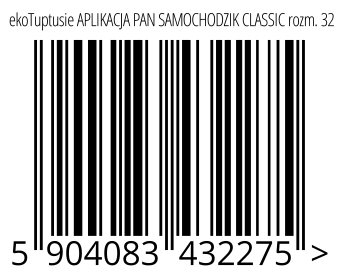 ekoTuptusie APLIKACJA PAN SAMOCHODZIK CLASSIC rozm. 32
5 904083 432275 >